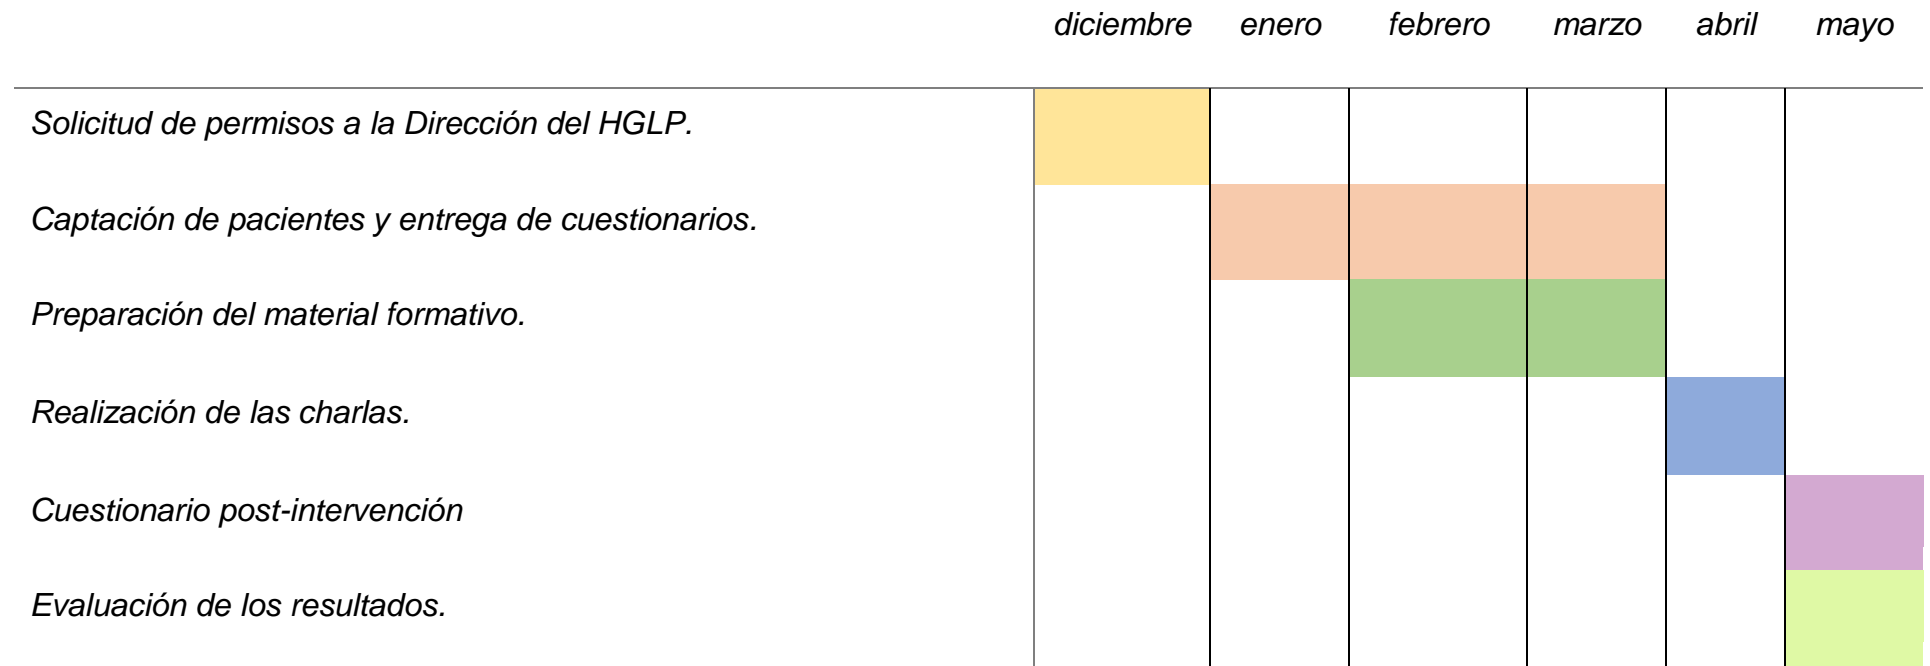 diciembre enero febrero marzo abril mayo
Solicitud de permisos a la Dirección del HGLP.
Captación de pacientes y entrega de cuestionarios.
Preparación del material formativo.
Realización de las charlas.
Cuestionario post-intervención
Evaluación de los resultados.